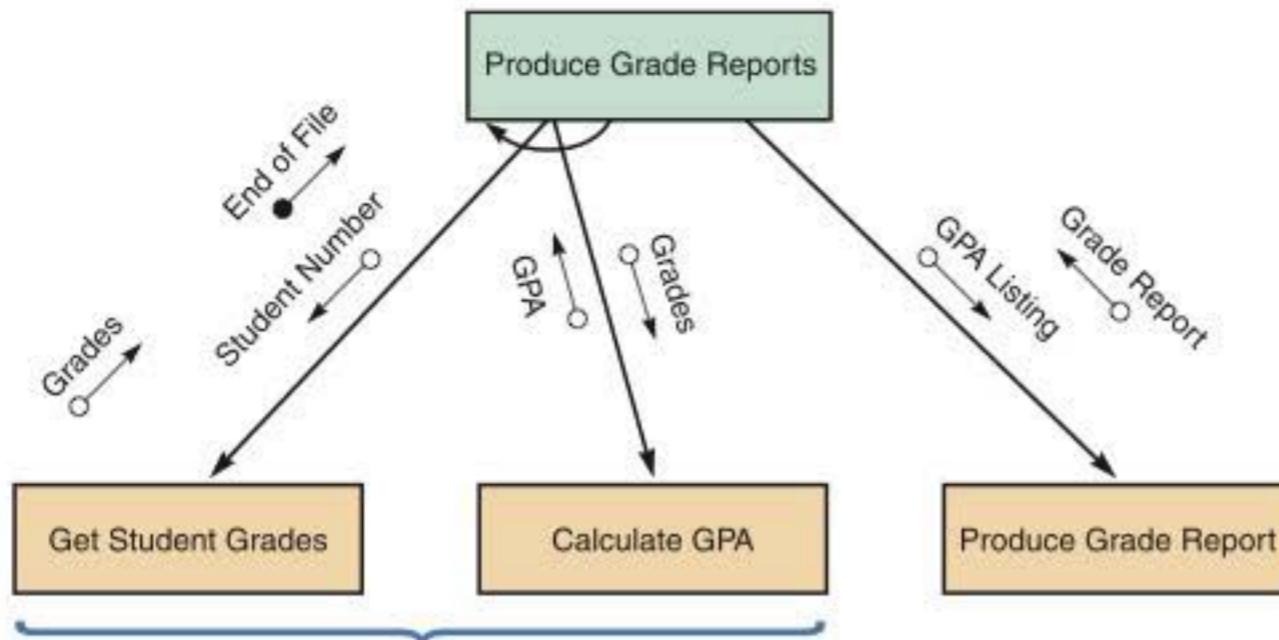 Produce Grade Reports
End of File
Student Number
Grades
GPA
Grades
GPA Listing
Grade Report
Get Student Grades
Calculate GPA
Produce Grade Report